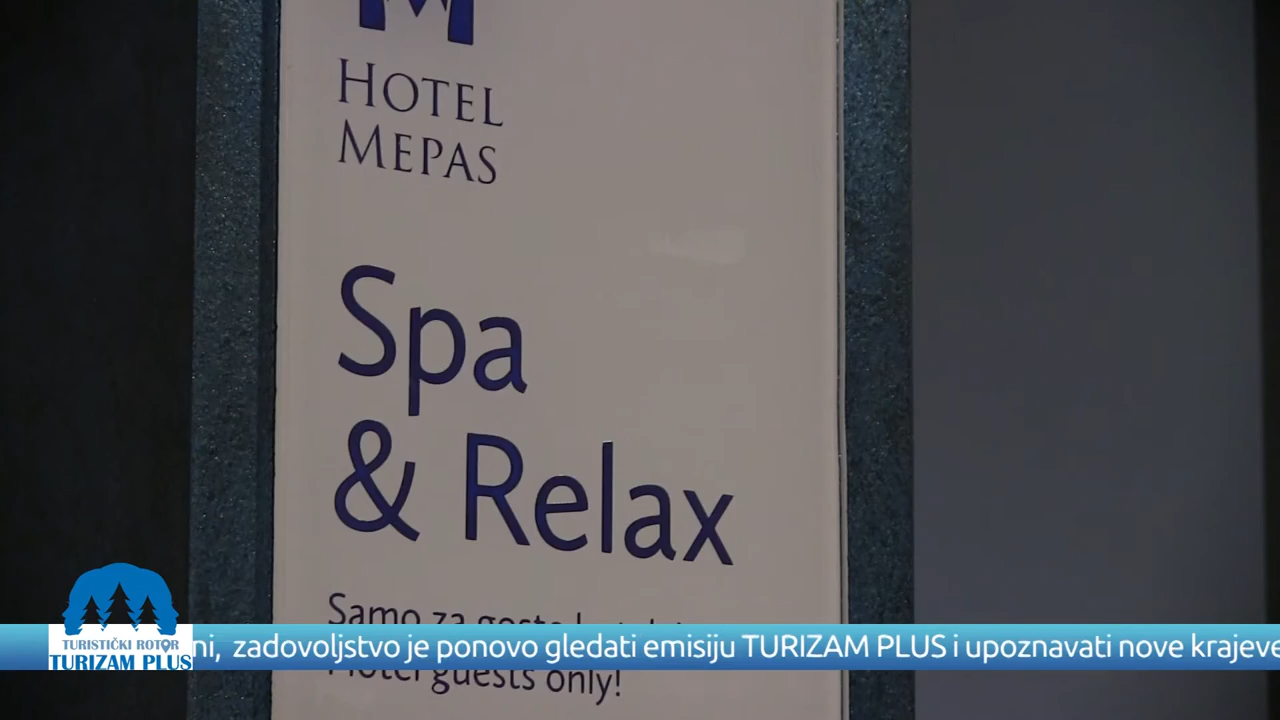 HOTEL
MEPAS
Spa
& Relax
Samo za goste
TURISTIČKI ROTOR
TURIZAM PLUS
ni, zadovoljstvo je ponovo gledati emisiju TURIZAM PLUS i upoznavati nove krajeve
Hotel guests only!